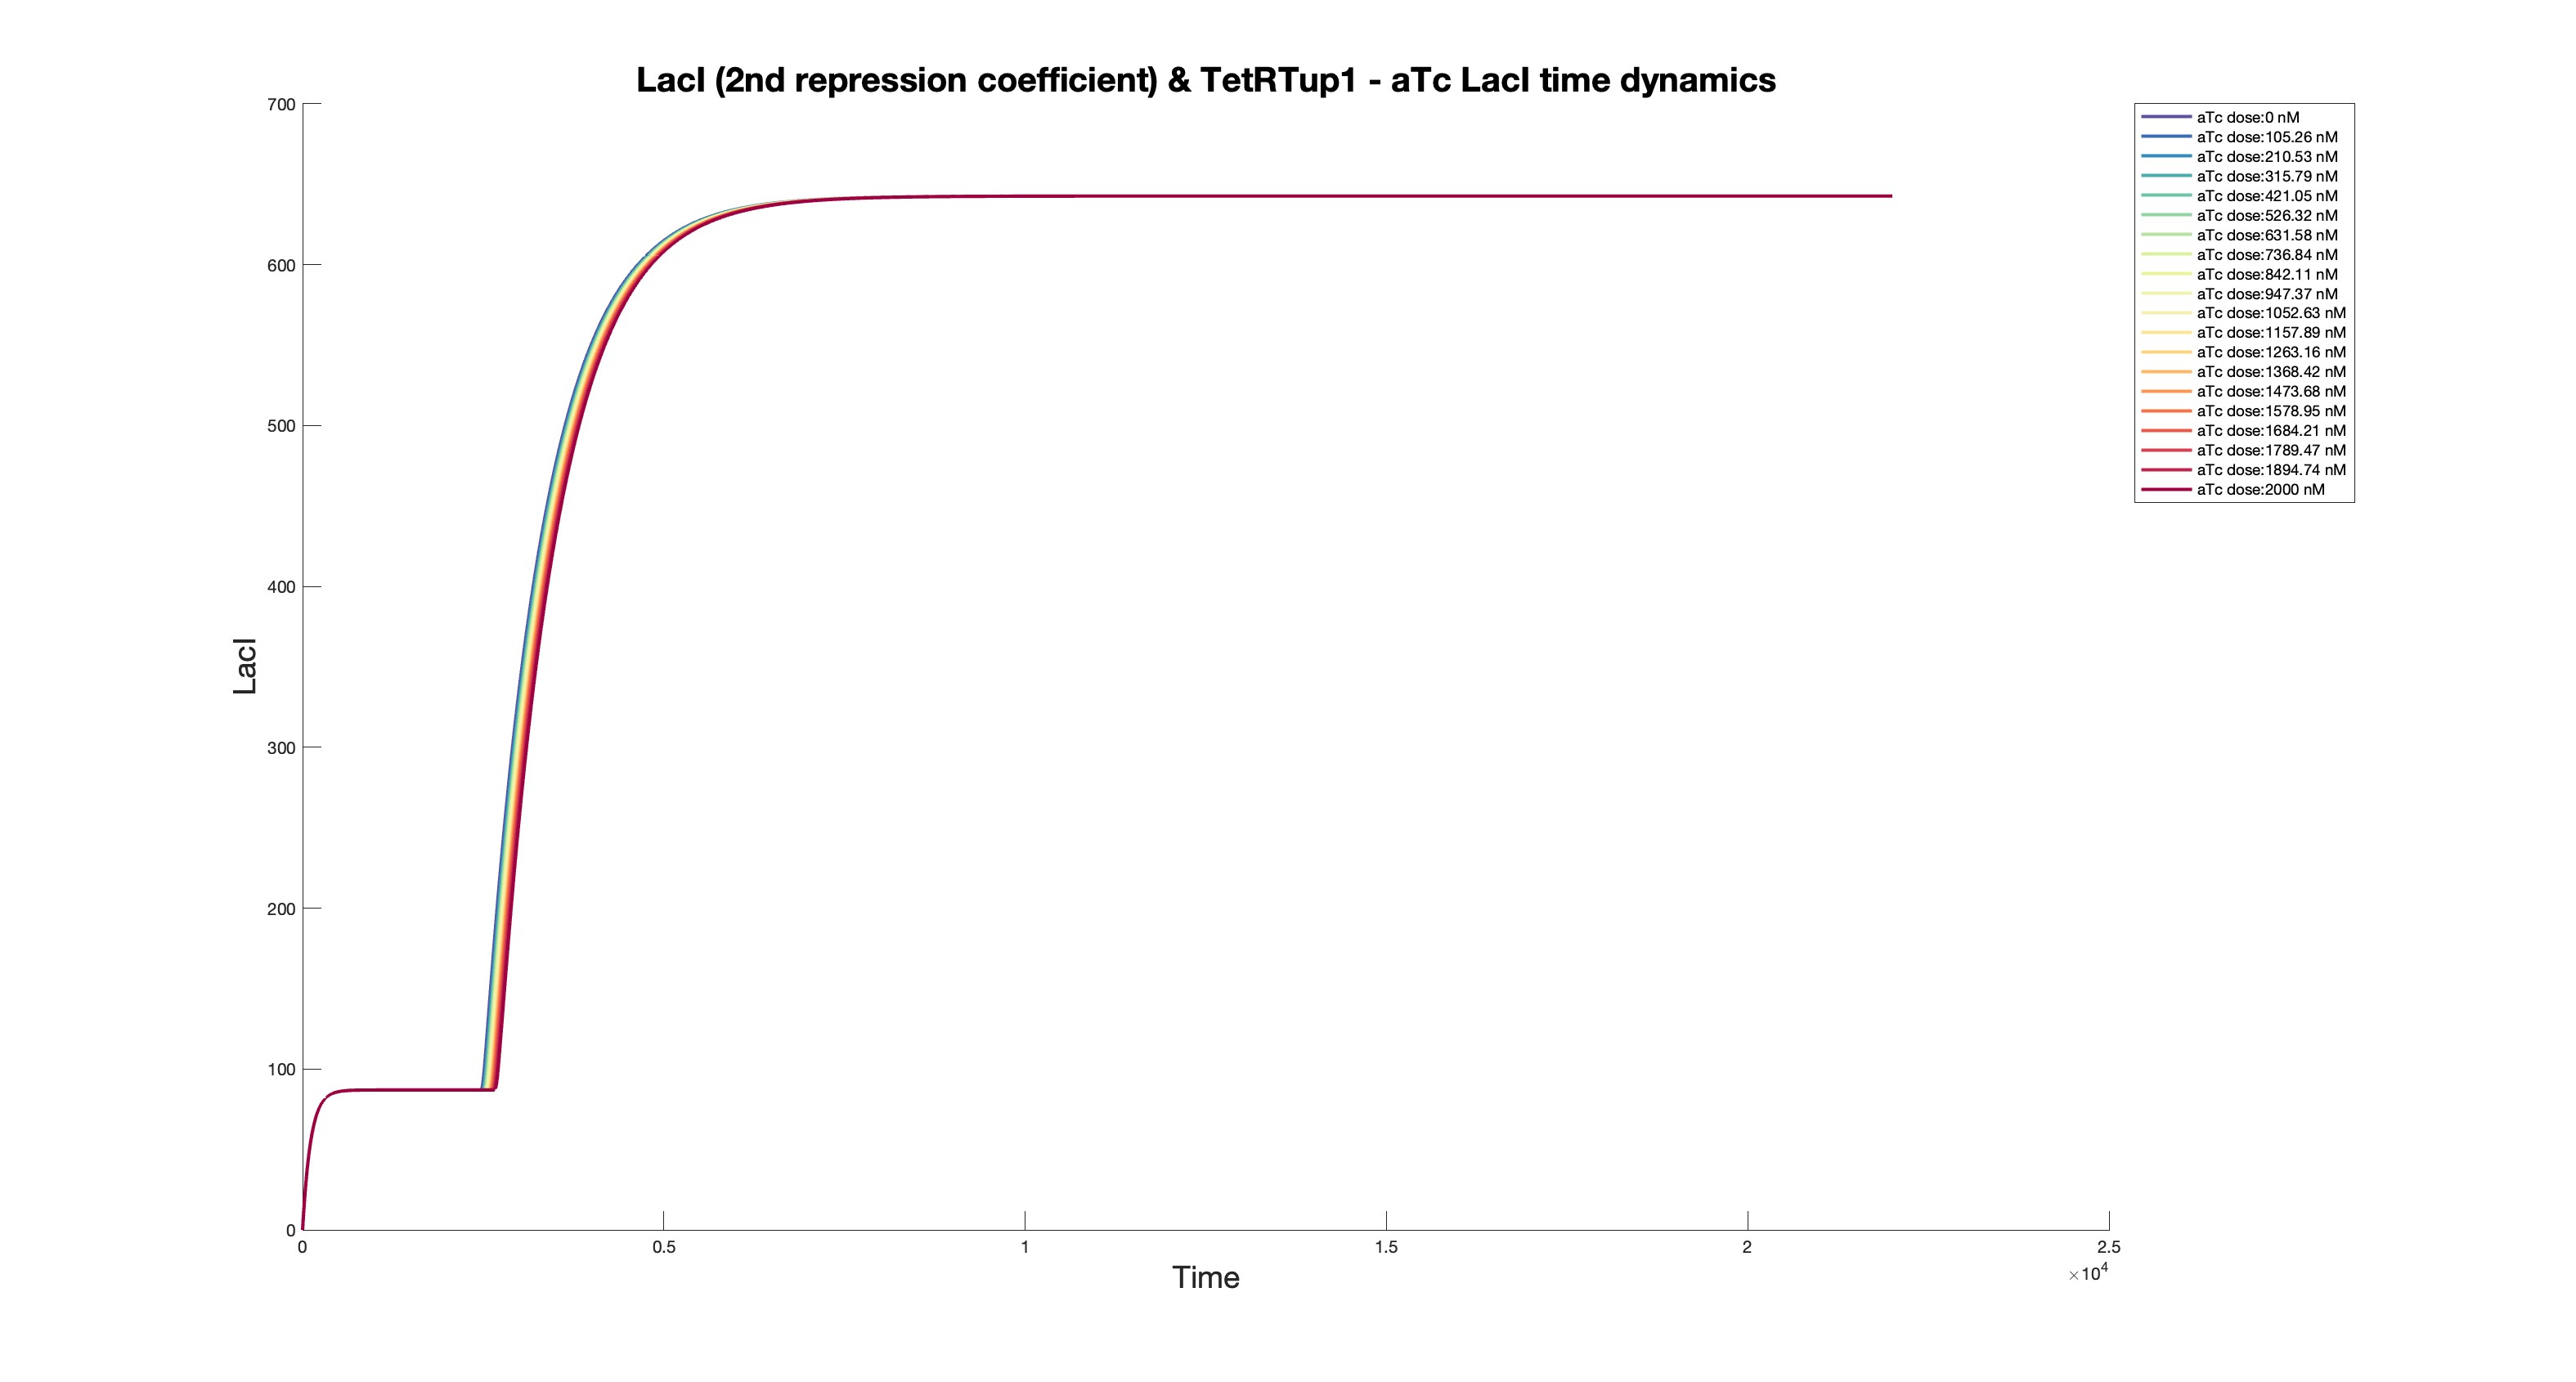 LacI (2nd repression coefficient) & TetRTup1 - aTc LacI time dynamics
700
600
500
400
300
200
100
0
LacI
0 0.5 1 1.5 2 2.5
×10^4
Time
aTc dose:0 nM
aTc dose:105.26 nM
aTc dose:210.53 nM
aTc dose:315.79 nM
aTc dose:421.05 nM
aTc dose:526.32 nM
aTc dose:631.58 nM
aTc dose:736.84 nM
aTc dose:842.11 nM
aTc dose:947.37 nM
aTc dose:1052.63 nM
aTc dose:1157.89 nM
aTc dose:1263.16 nM
aTc dose:1368.42 nM
aTc dose:1473.68 nM
aTc dose:1578.95 nM
aTc dose:1684.21 nM
aTc dose:1789.47 nM
aTc dose:1894.74 nM
aTc dose:2000 nM